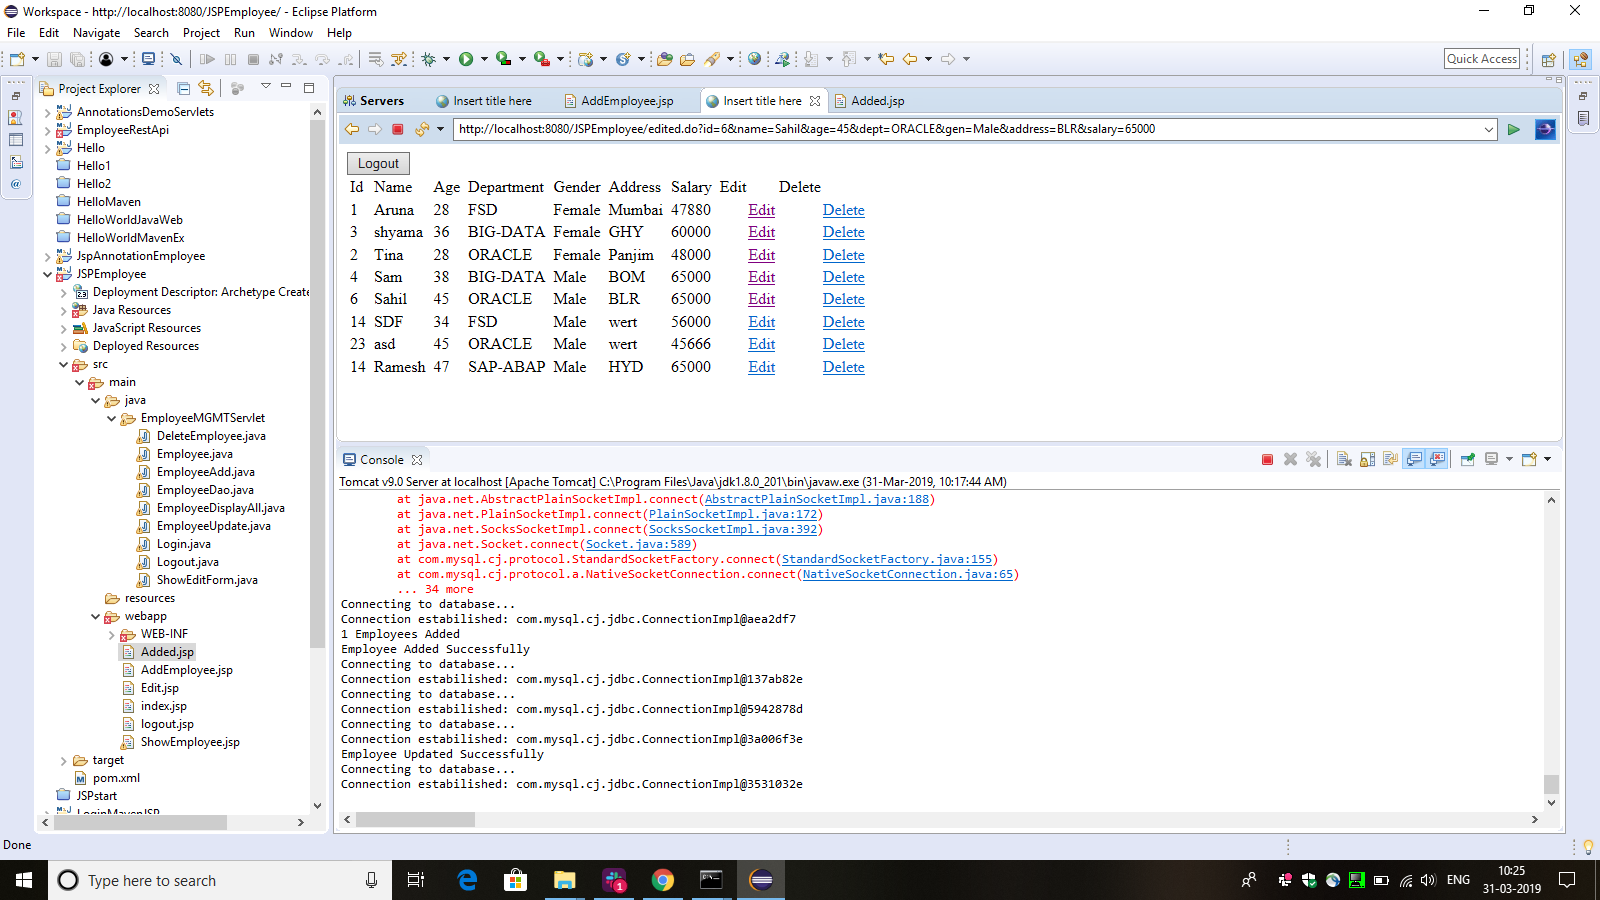 Workspace - http://localhost:8080/JSPEmployee/ - Eclipse Platform
File Edit Navigate Search Project Run Window Help
Quick Access
Project Explorer
AnnotationsDemoServlets
EmployeeRestApi
Hello
Hello1
Hello2
HelloMaven
HelloWorldJavaWeb
HelloWorldMavenEx
JspAnnotationEmployee
JSPEmployee
Deployment Descriptor: Archetype Create
Java Resources
JavaScript Resources
Deployed Resources
src
main
java
EmployeeMGMTServlet
DeleteEmployee.java
Employee.java
EmployeeAdd.java
EmployeeDao.java
EmployeeDisplayAll.java
EmployeeUpdate.java
Login.java
Logout.java
ShowEditForm.java
resources
webapp
WEB-INF
Added.jsp
AddEmployee.jsp
Edit.jsp
index.jsp
logout.jsp
ShowEmployee.jsp
target
pom.xml
JSPstart
LoginMavenJSP
Servers Insert title here AddEmployee.jsp Insert title here Added.jsp
http://localhost:8080/JSPEmployee/edited.do?id=6&name=Sahil&age=45&dept=ORACLE&gen=Male&address=BLR&salary=65000
Logout
Id Name Age Department Gender Address Salary Edit Delete
1 Aruna 28 FSD Female Mumbai 47880 Edit Delete
3 shyama 36 BIG-DATA Female GHY 60000 Edit Delete
2 Tina 28 ORACLE Female Panjim 48000 Edit Delete
4 Sam 38 BIG-DATA Male BOM 65000 Edit Delete
6 Sahil 45 ORACLE Male BLR 65000 Edit Delete
14 SDF 34 FSD Male wert 56000 Edit Delete
23 asd 45 ORACLE Male wert 45666 Edit Delete
14 Ramesh 47 SAP-ABAP Male HYD 65000 Edit Delete
Console
Tomcat v9.0 Server at localhost [Apache Tomcat] C:\Program Files\Java\jdk1.8.0_201\bin\javaw.exe (31-Mar-2019, 10:17:44 AM)
at java.net.AbstractPlainSocketImpl.connect(AbstractPlainSocketImpl.java:188)
at java.net.PlainSocketImpl.connect(PlainSocketImpl.java:172)
at java.net.SocksSocketImpl.connect(SocksSocketImpl.java:392)
at java.net.Socket.connect(Socket.java:589)
at com.mysql.cj.protocol.StandardSocketFactory.connect(StandardSocketFactory.java:155)
at com.mysql.cj.protocol.a.NativeSocketConnection.connect(NativeSocketConnection.java:65)
... 34 more
Connecting to database...
Connection estabilished: com.mysql.cj.jdbc.ConnectionImpl@aea2df7
1 Employees Added
Employee Added Successfully
Connecting to database...
Connection estabilished: com.mysql.cj.jdbc.ConnectionImpl@137ab82e
Connecting to database...
Connection estabilished: com.mysql.cj.jdbc.ConnectionImpl@5942878d
Connecting to database...
Connection estabilished: com.mysql.cj.jdbc.ConnectionImpl@3a006f3e
Employee Updated Successfully
Connecting to database...
Connection estabilished: com.mysql.cj.jdbc.ConnectionImpl@3531032e
Done
Type here to search
1
ENG
10:25
31-03-2019